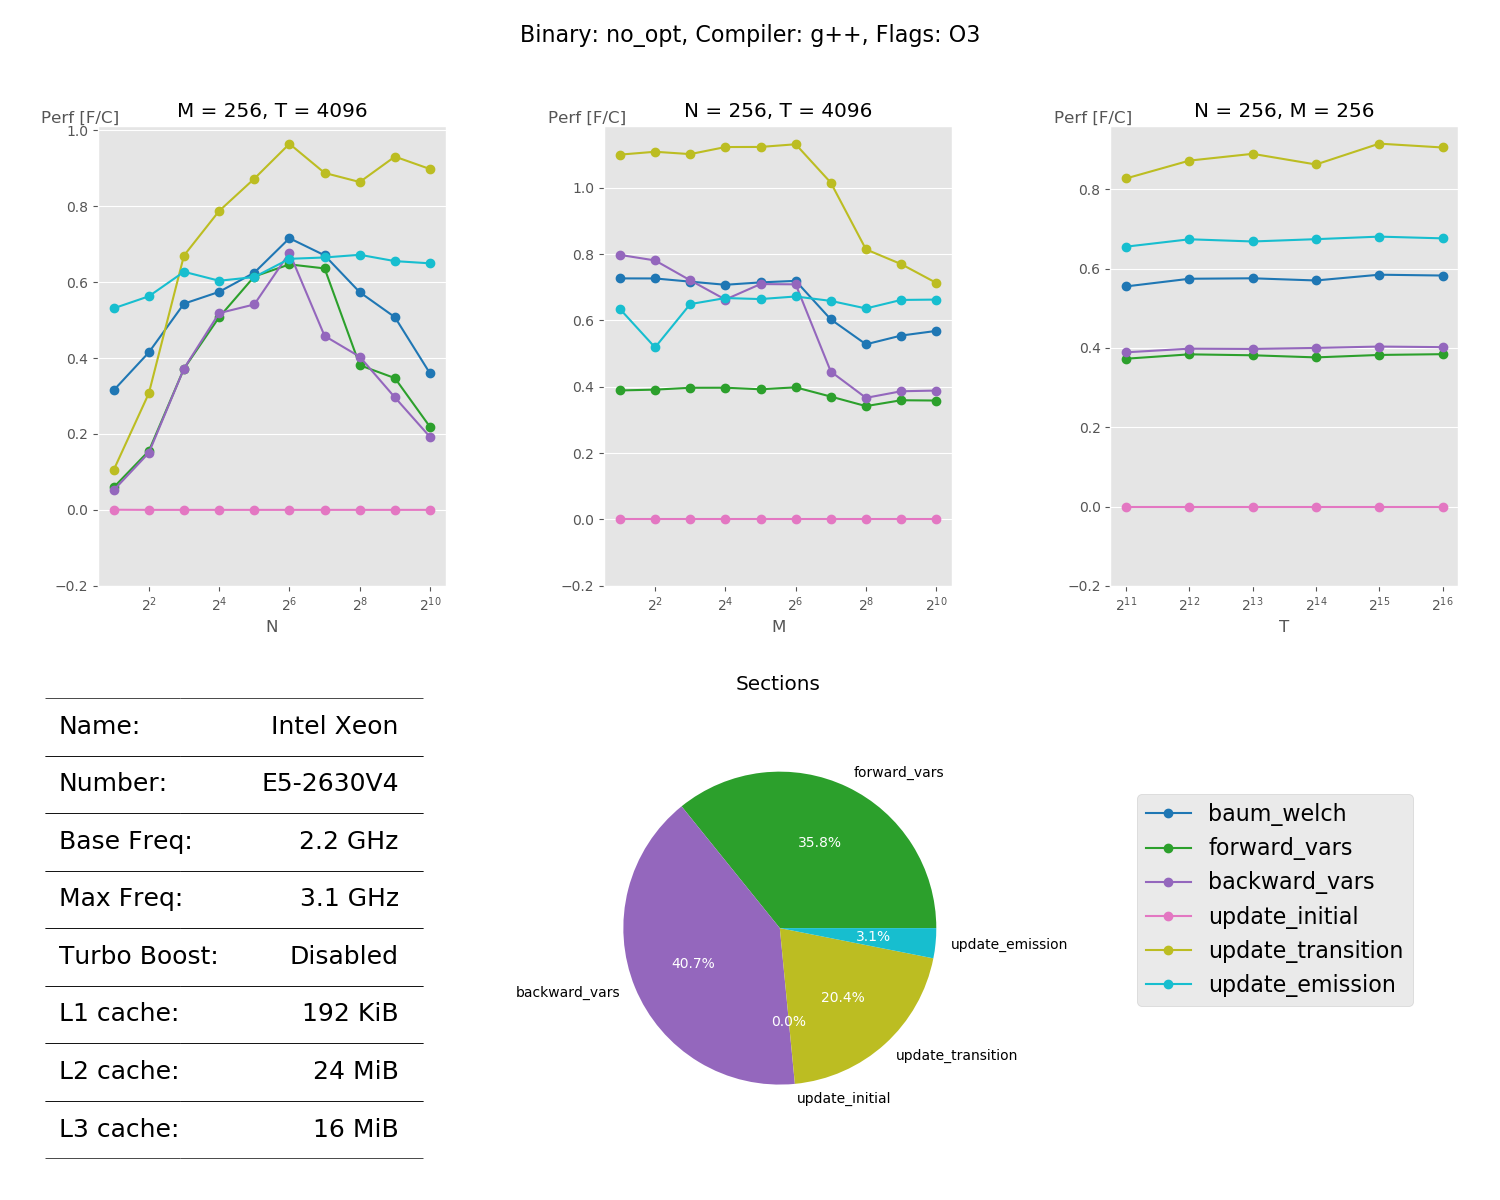 Binary: no_opt, Compiler: g++, Flags: O3
Perf [F/C]
M = 256, T = 4096
1.0
0.8
0.6
0.4
0.2
0.0
−0.2
2^2 2^4 2^6 2^8 2^10
N
Perf [F/C]
N = 256, T = 4096
1.0
0.8
0.6
0.4
0.2
0.0
−0.2
2^2 2^4 2^6 2^8 2^10
M
Perf [F/C]
N = 256, M = 256
0.8
0.6
0.4
0.2
0.0
−0.2
2^11 2^12 2^13 2^14 2^15 2^16
T
Name: Intel Xeon
Number: E5-2630V4
Base Freq: 2.2 GHz
Max Freq: 3.1 GHz
Turbo Boost: Disabled
L1 cache: 192 KiB
L2 cache: 24 MiB
L3 cache: 16 MiB
Sections
forward_vars
35.8%
3.1%
update_emission
40.7%
backward_vars
20.4%
0.0%
update_transition
update_initial
baum_welch
forward_vars
backward_vars
update_initial
update_transition
update_emission